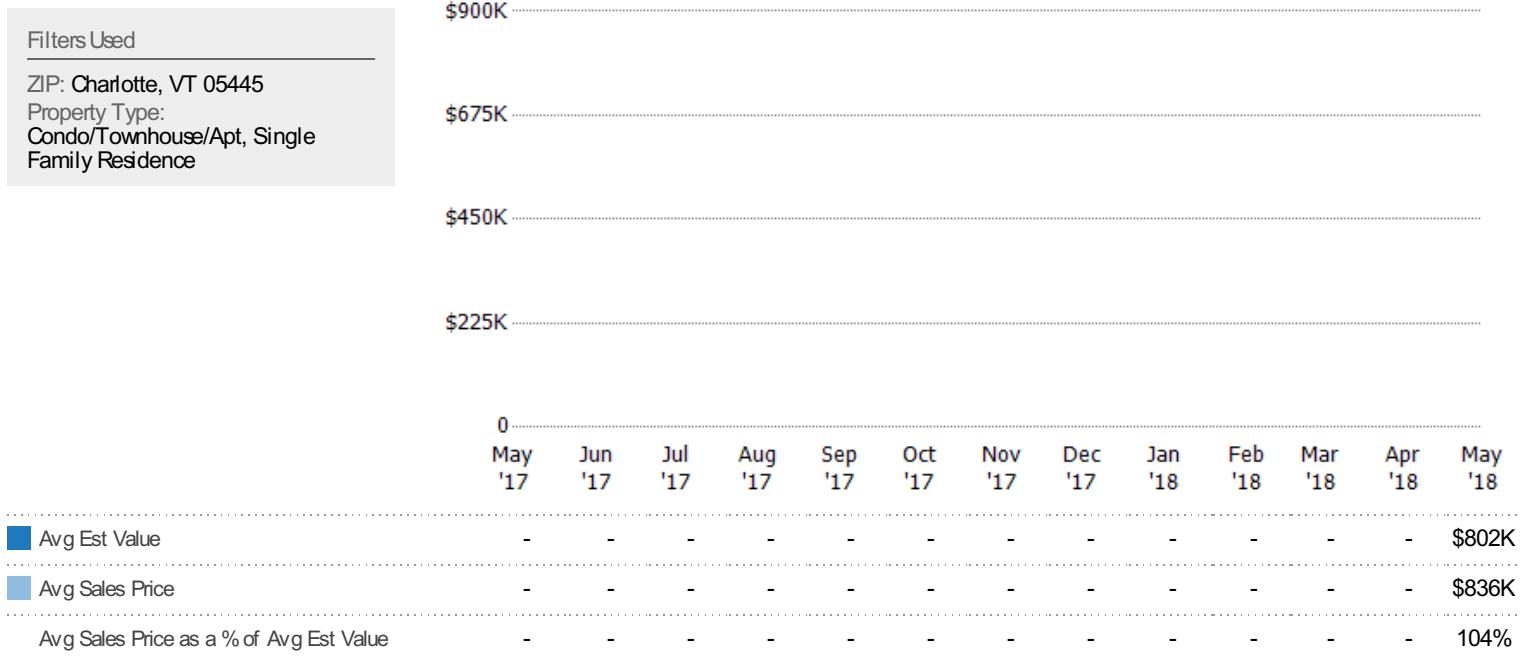 Filters Used
ZIP: Charlotte, VT 05445
Property Type:
Condo/Townhouse/Apt, Single
Family Residence
$900K
$675K
$450K
$225K
0
May Jun Jul Aug Sep Oct Nov Dec Jan Feb Mar Apr May
'17 '17 '17 '17 '17 '17 '17 '17 '18 '18 '18 '18 '18
Avg Est Value - - - - - - - - - - - - $802K
Avg Sales Price - - - - - - - - - - - - $836K
Avg Sales Price as a % of Avg Est Value - - - - - - - - - - - - 104%